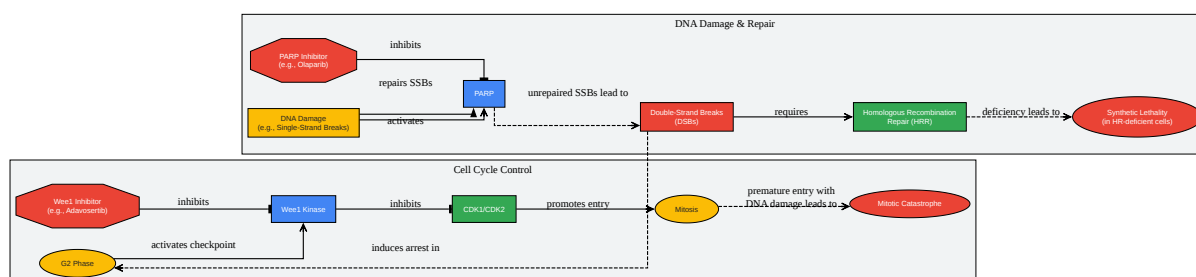 DNA Damage & Repair
PARP Inhibitor
(e.g., Olaparib)
inhibits
repairs SSBs
PARP
unrepaired SSBs lead to
DNA Damage
(e.g., Single-Strand Breaks)
activates
Double-Strand Breaks
(DSBs)
requires
Homologous Recombination
Repair (HRR)
deficiency leads to
Synthetic Lethality
(in HR-deficient cells)
Cell Cycle Control
Wee1 Inhibitor
(e.g., Adavosertib)
inhibits
Wee1 Kinase
inhibits
CDK1/CDK2
promotes entry
Mitosis
premature entry with
DNA damage leads to
Mitotic Catastrophe
activates checkpoint
induces arrest in
G2 Phase